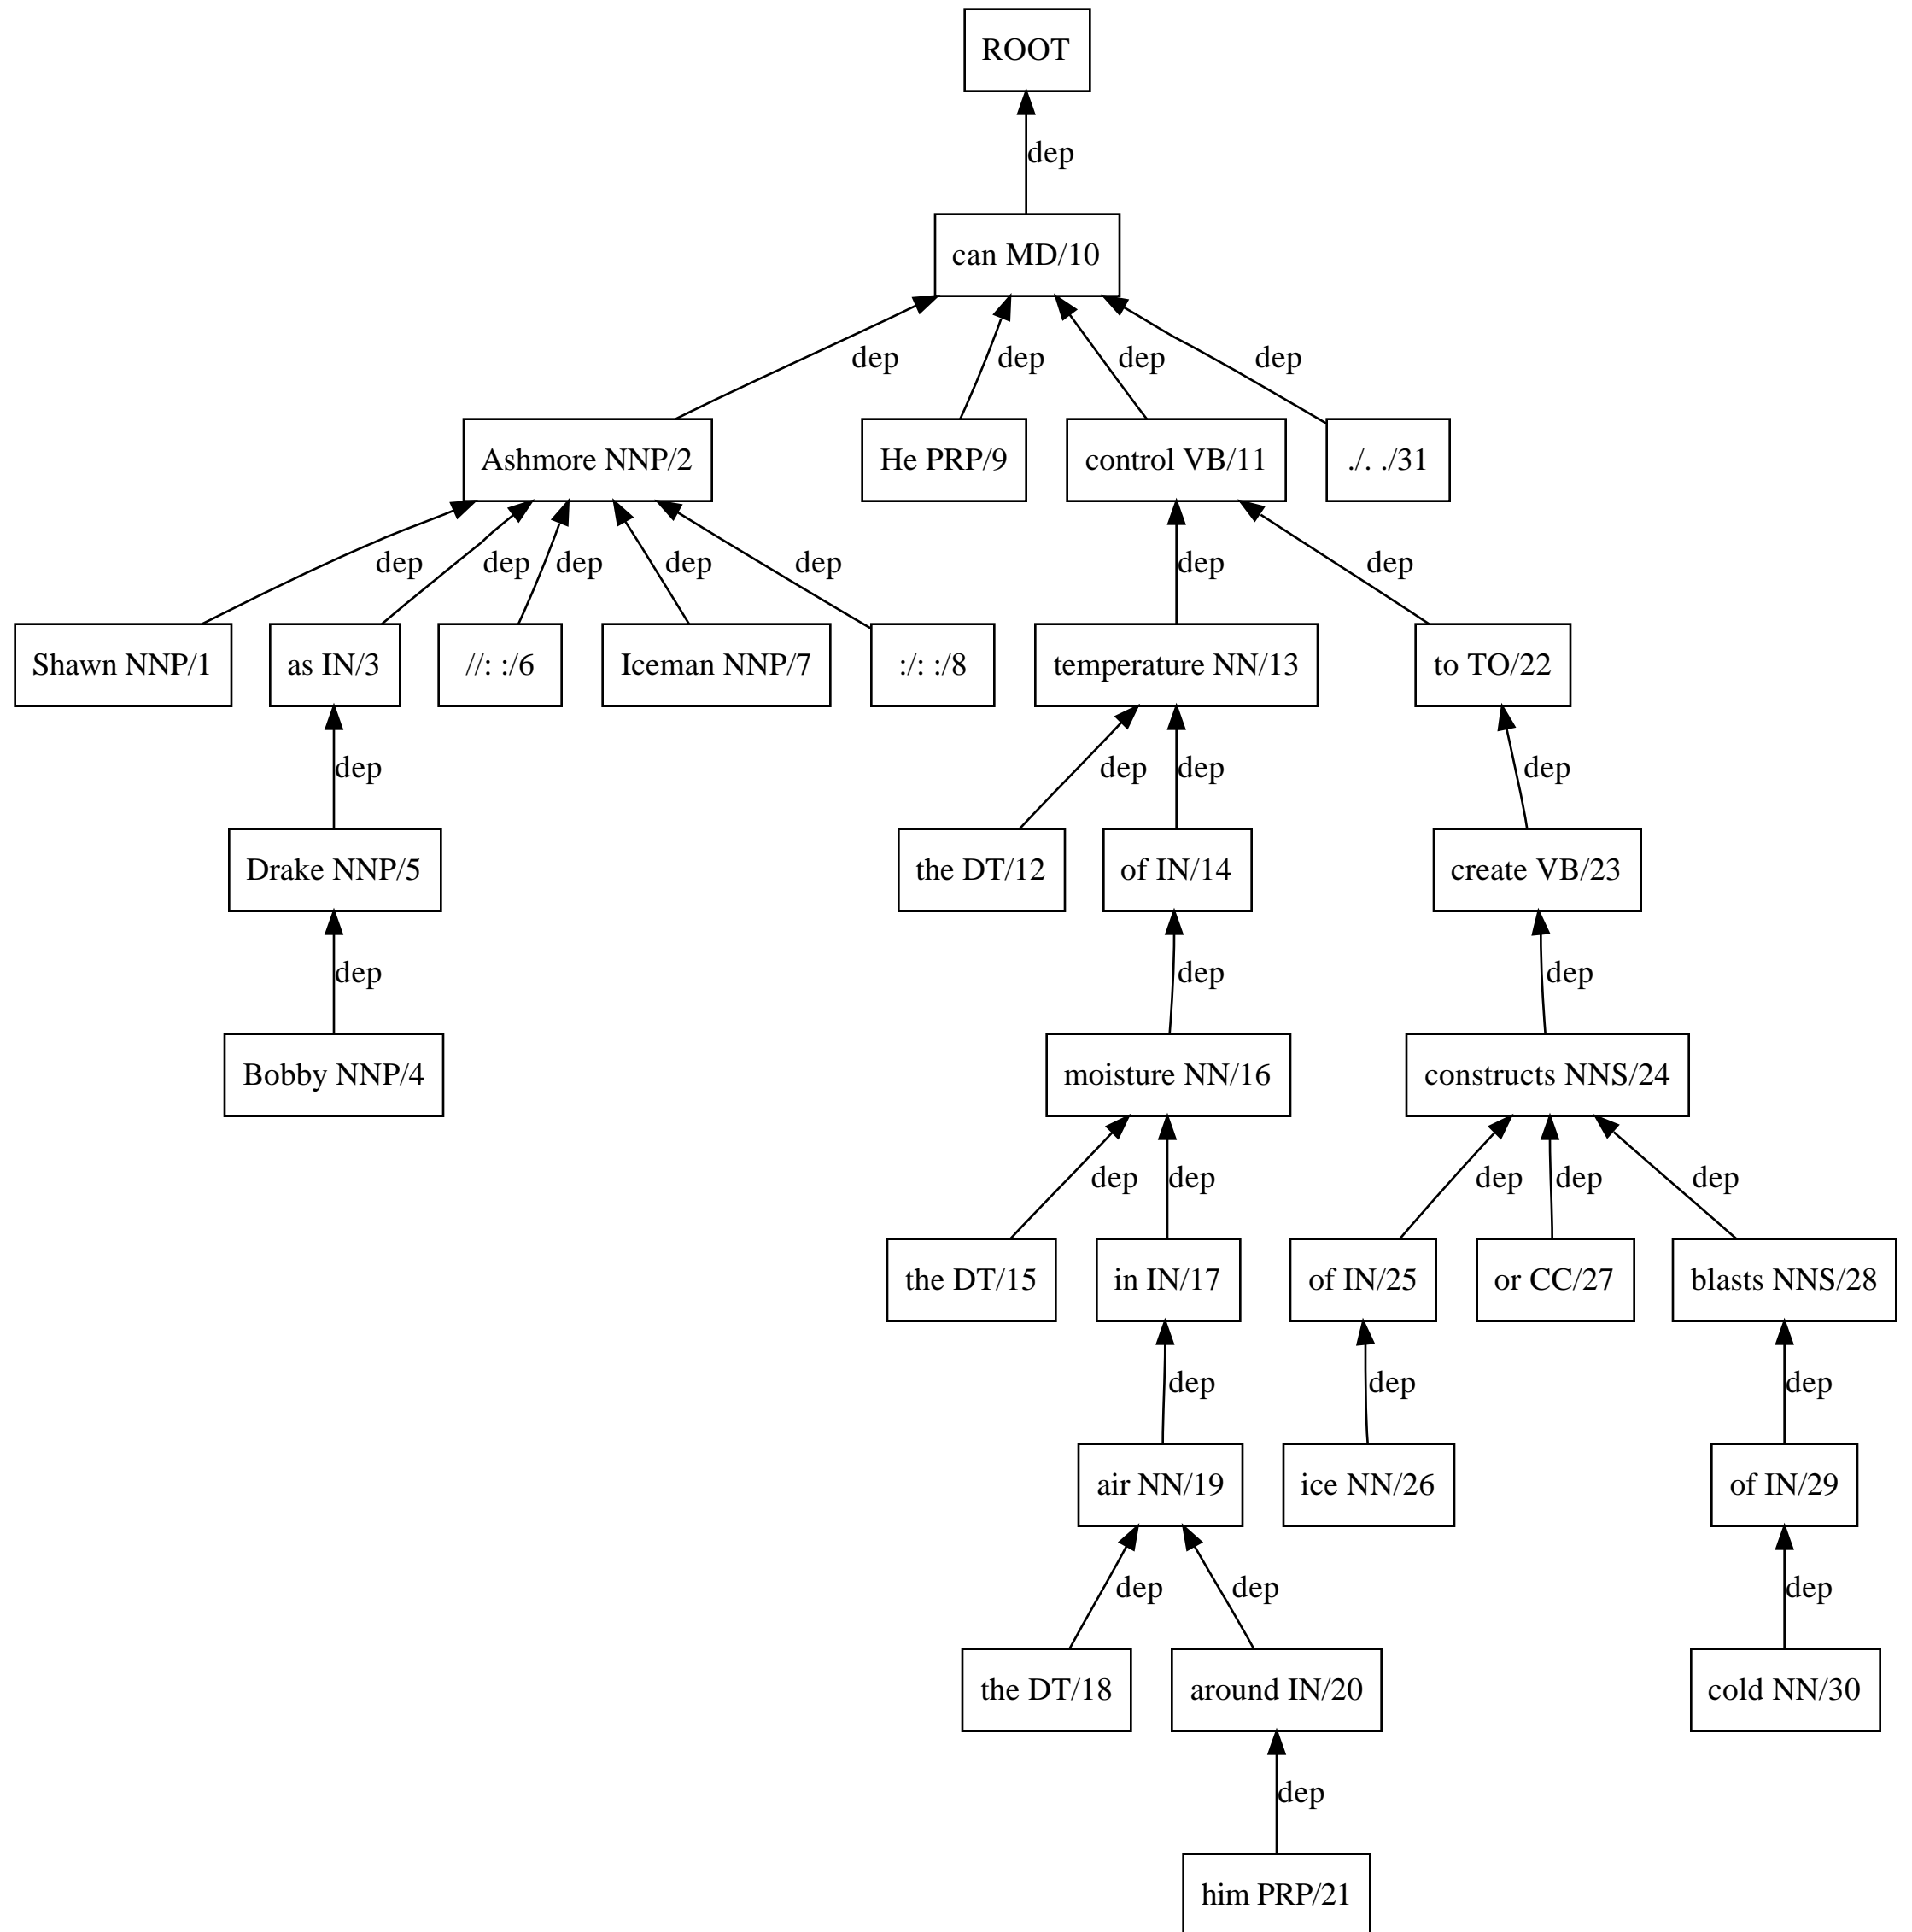 ROOT
dep
can MD/10
dep dep dep dep
Ashmore NNP/2 He PRP/9 control VB/11 ./. ./31
dep dep dep dep dep dep dep
Shawn NNP/1 as IN/3 //: :/6 Iceman NNP/7 :/: :/8 temperature NN/13 to TO/22
dep dep dep dep
Drake NNP/5 the DT/12 of IN/14 create VB/23
dep dep dep
Bobby NNP/4 moisture NN/16 constructs NNS/24
dep dep dep dep dep
the DT/15 in IN/17 of IN/25 or CC/27 blasts NNS/28
dep dep dep
air NN/19 ice NN/26 of IN/29
dep dep dep
the DT/18 around IN/20 cold NN/30
dep
him PRP/21